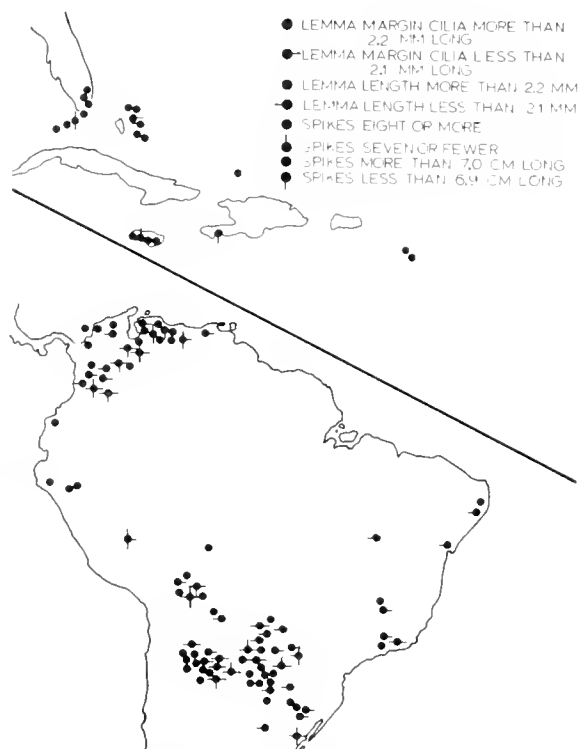 LEMMA MARGIN CILIA MORE THAN
2.2 MM LONG
LEMMA MARGIN CILIA LESS THAN
2.1 MM LONG
LEMMA LENGTH MORE THAN 2.2 MM
LEMMA LENGTH LESS THAN 2.1 MM
SPIKES EIGHT OR MORE
SPIKES SEVEN OR FEWER
SPIKES MORE THAN 7.0 CM LONG
SPIKES LESS THAN 6.9 CM LONG